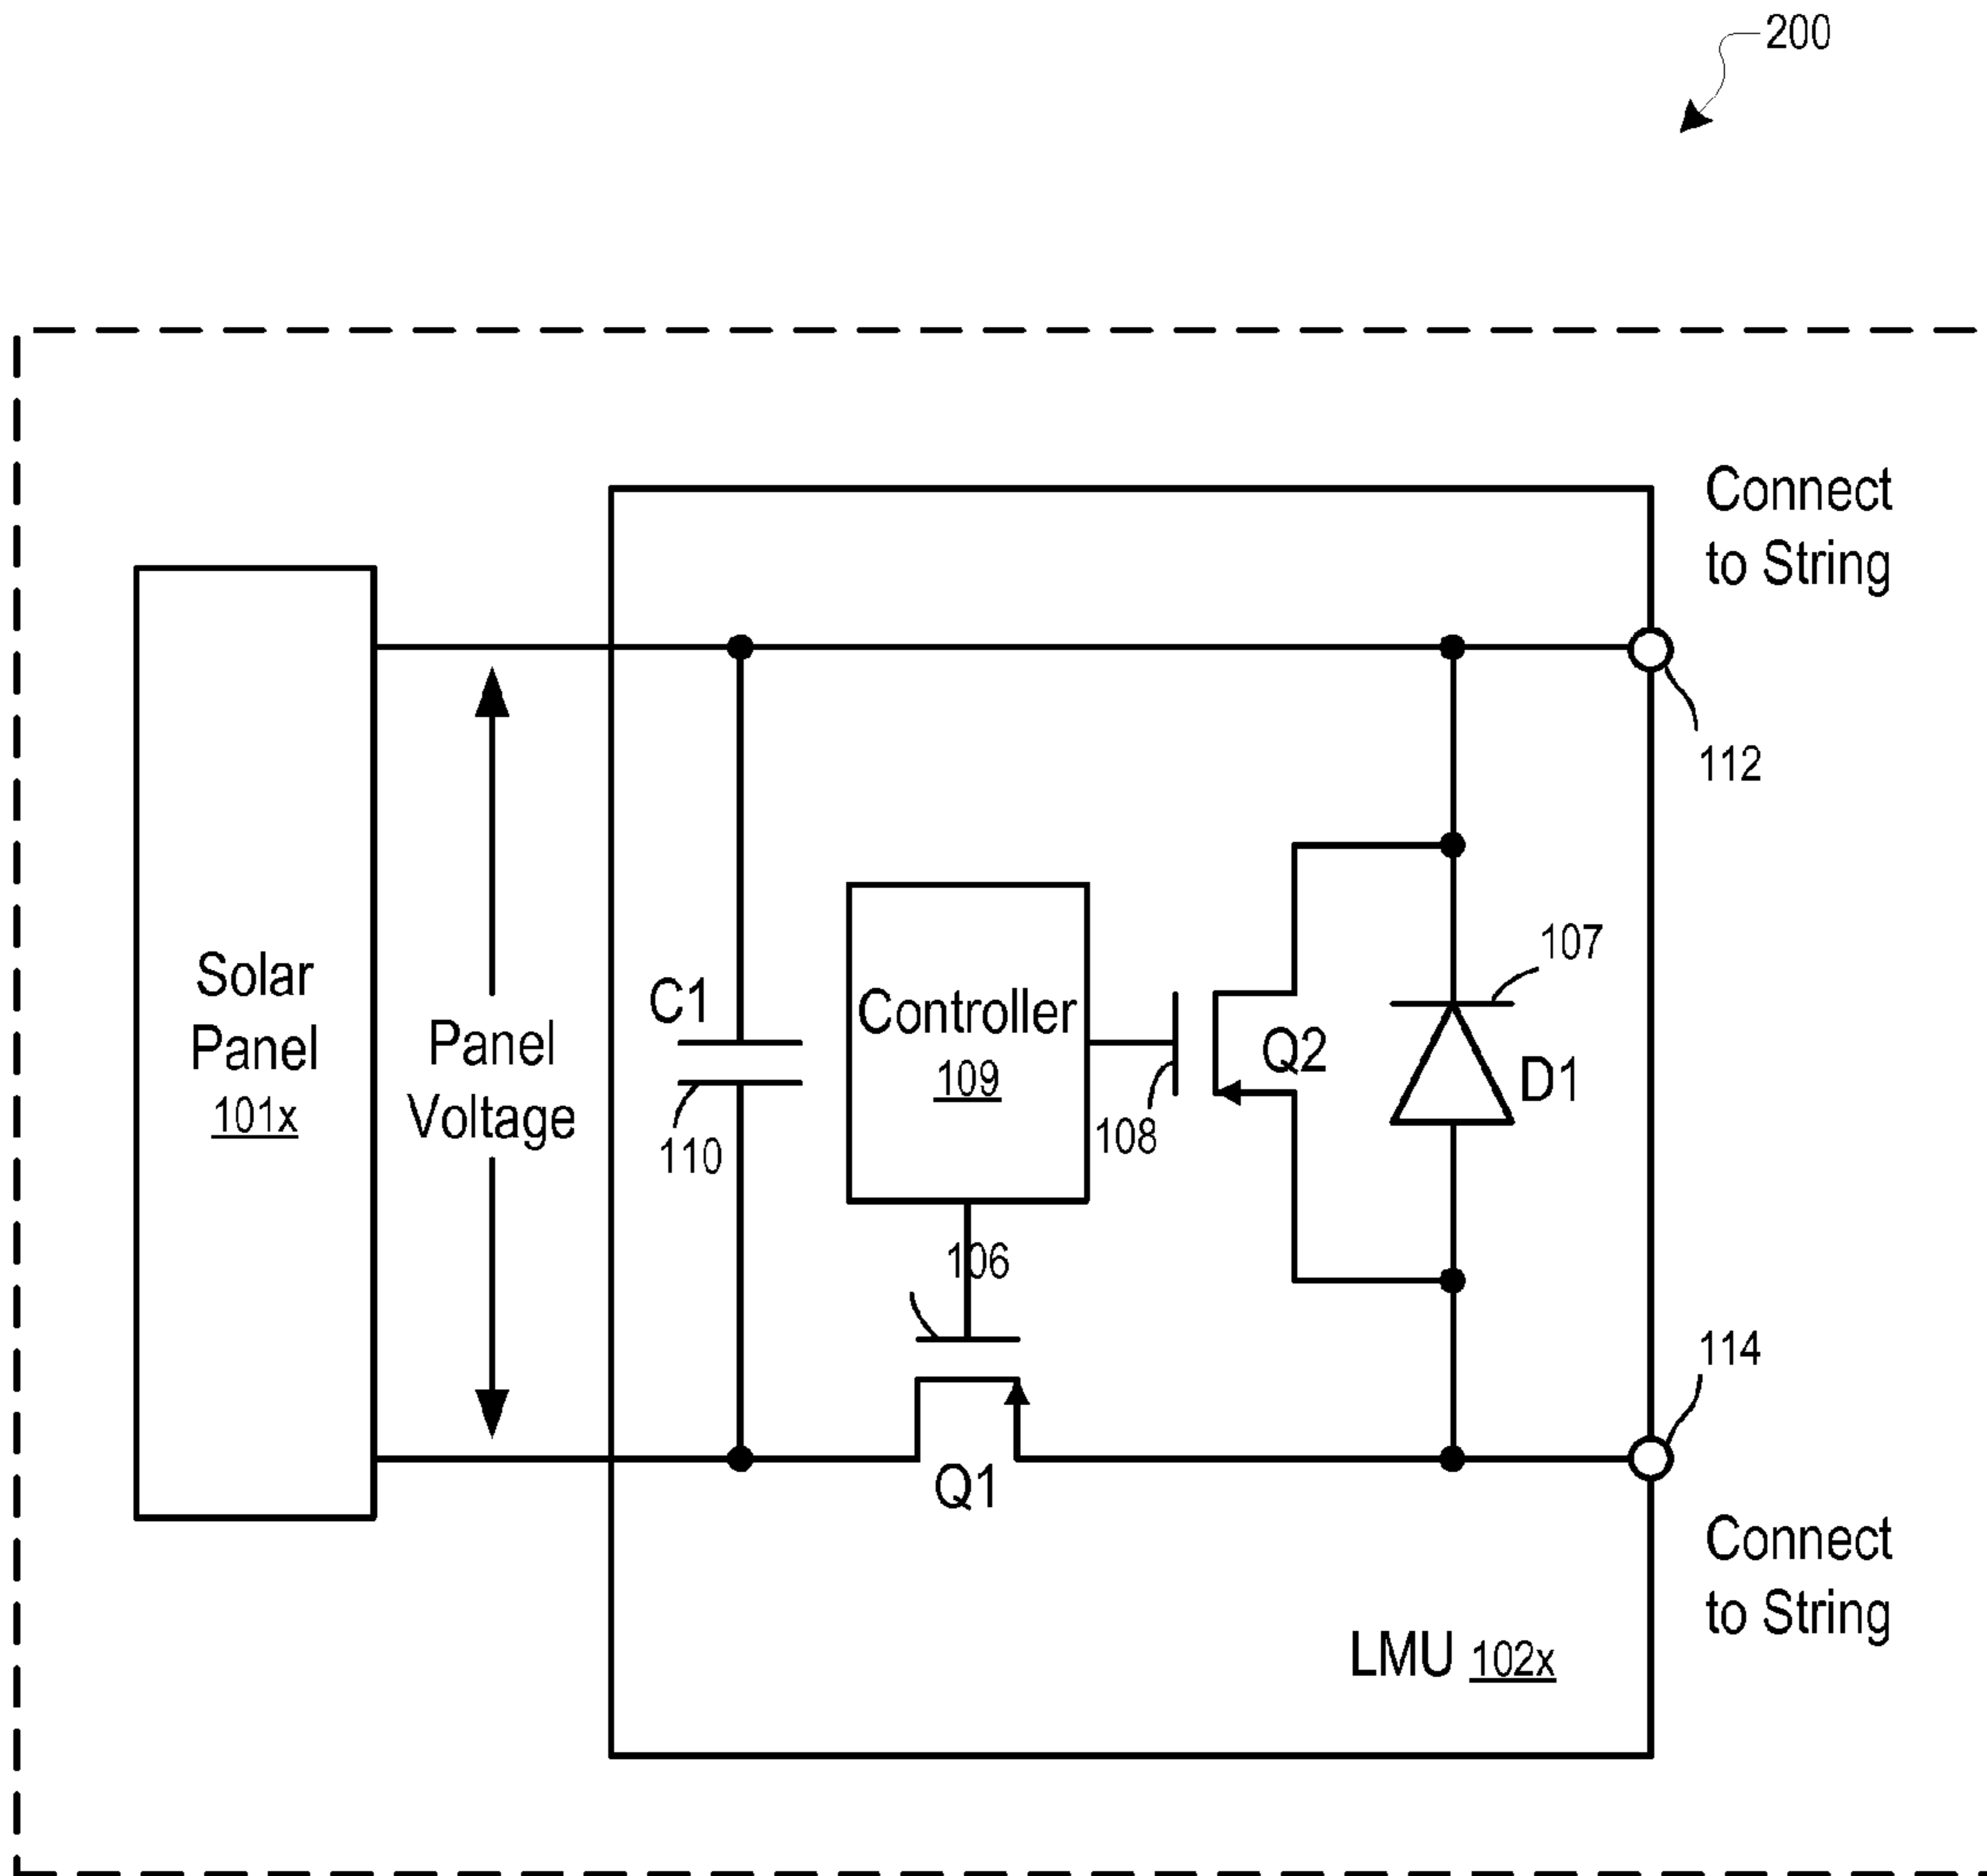 200
Connect
to String
112
107
Solar
Panel
101x
Panel
Voltage
C1
110
Controller
109
108
Q2
D1
106
114
Q1
Connect
to String
LMU 102x